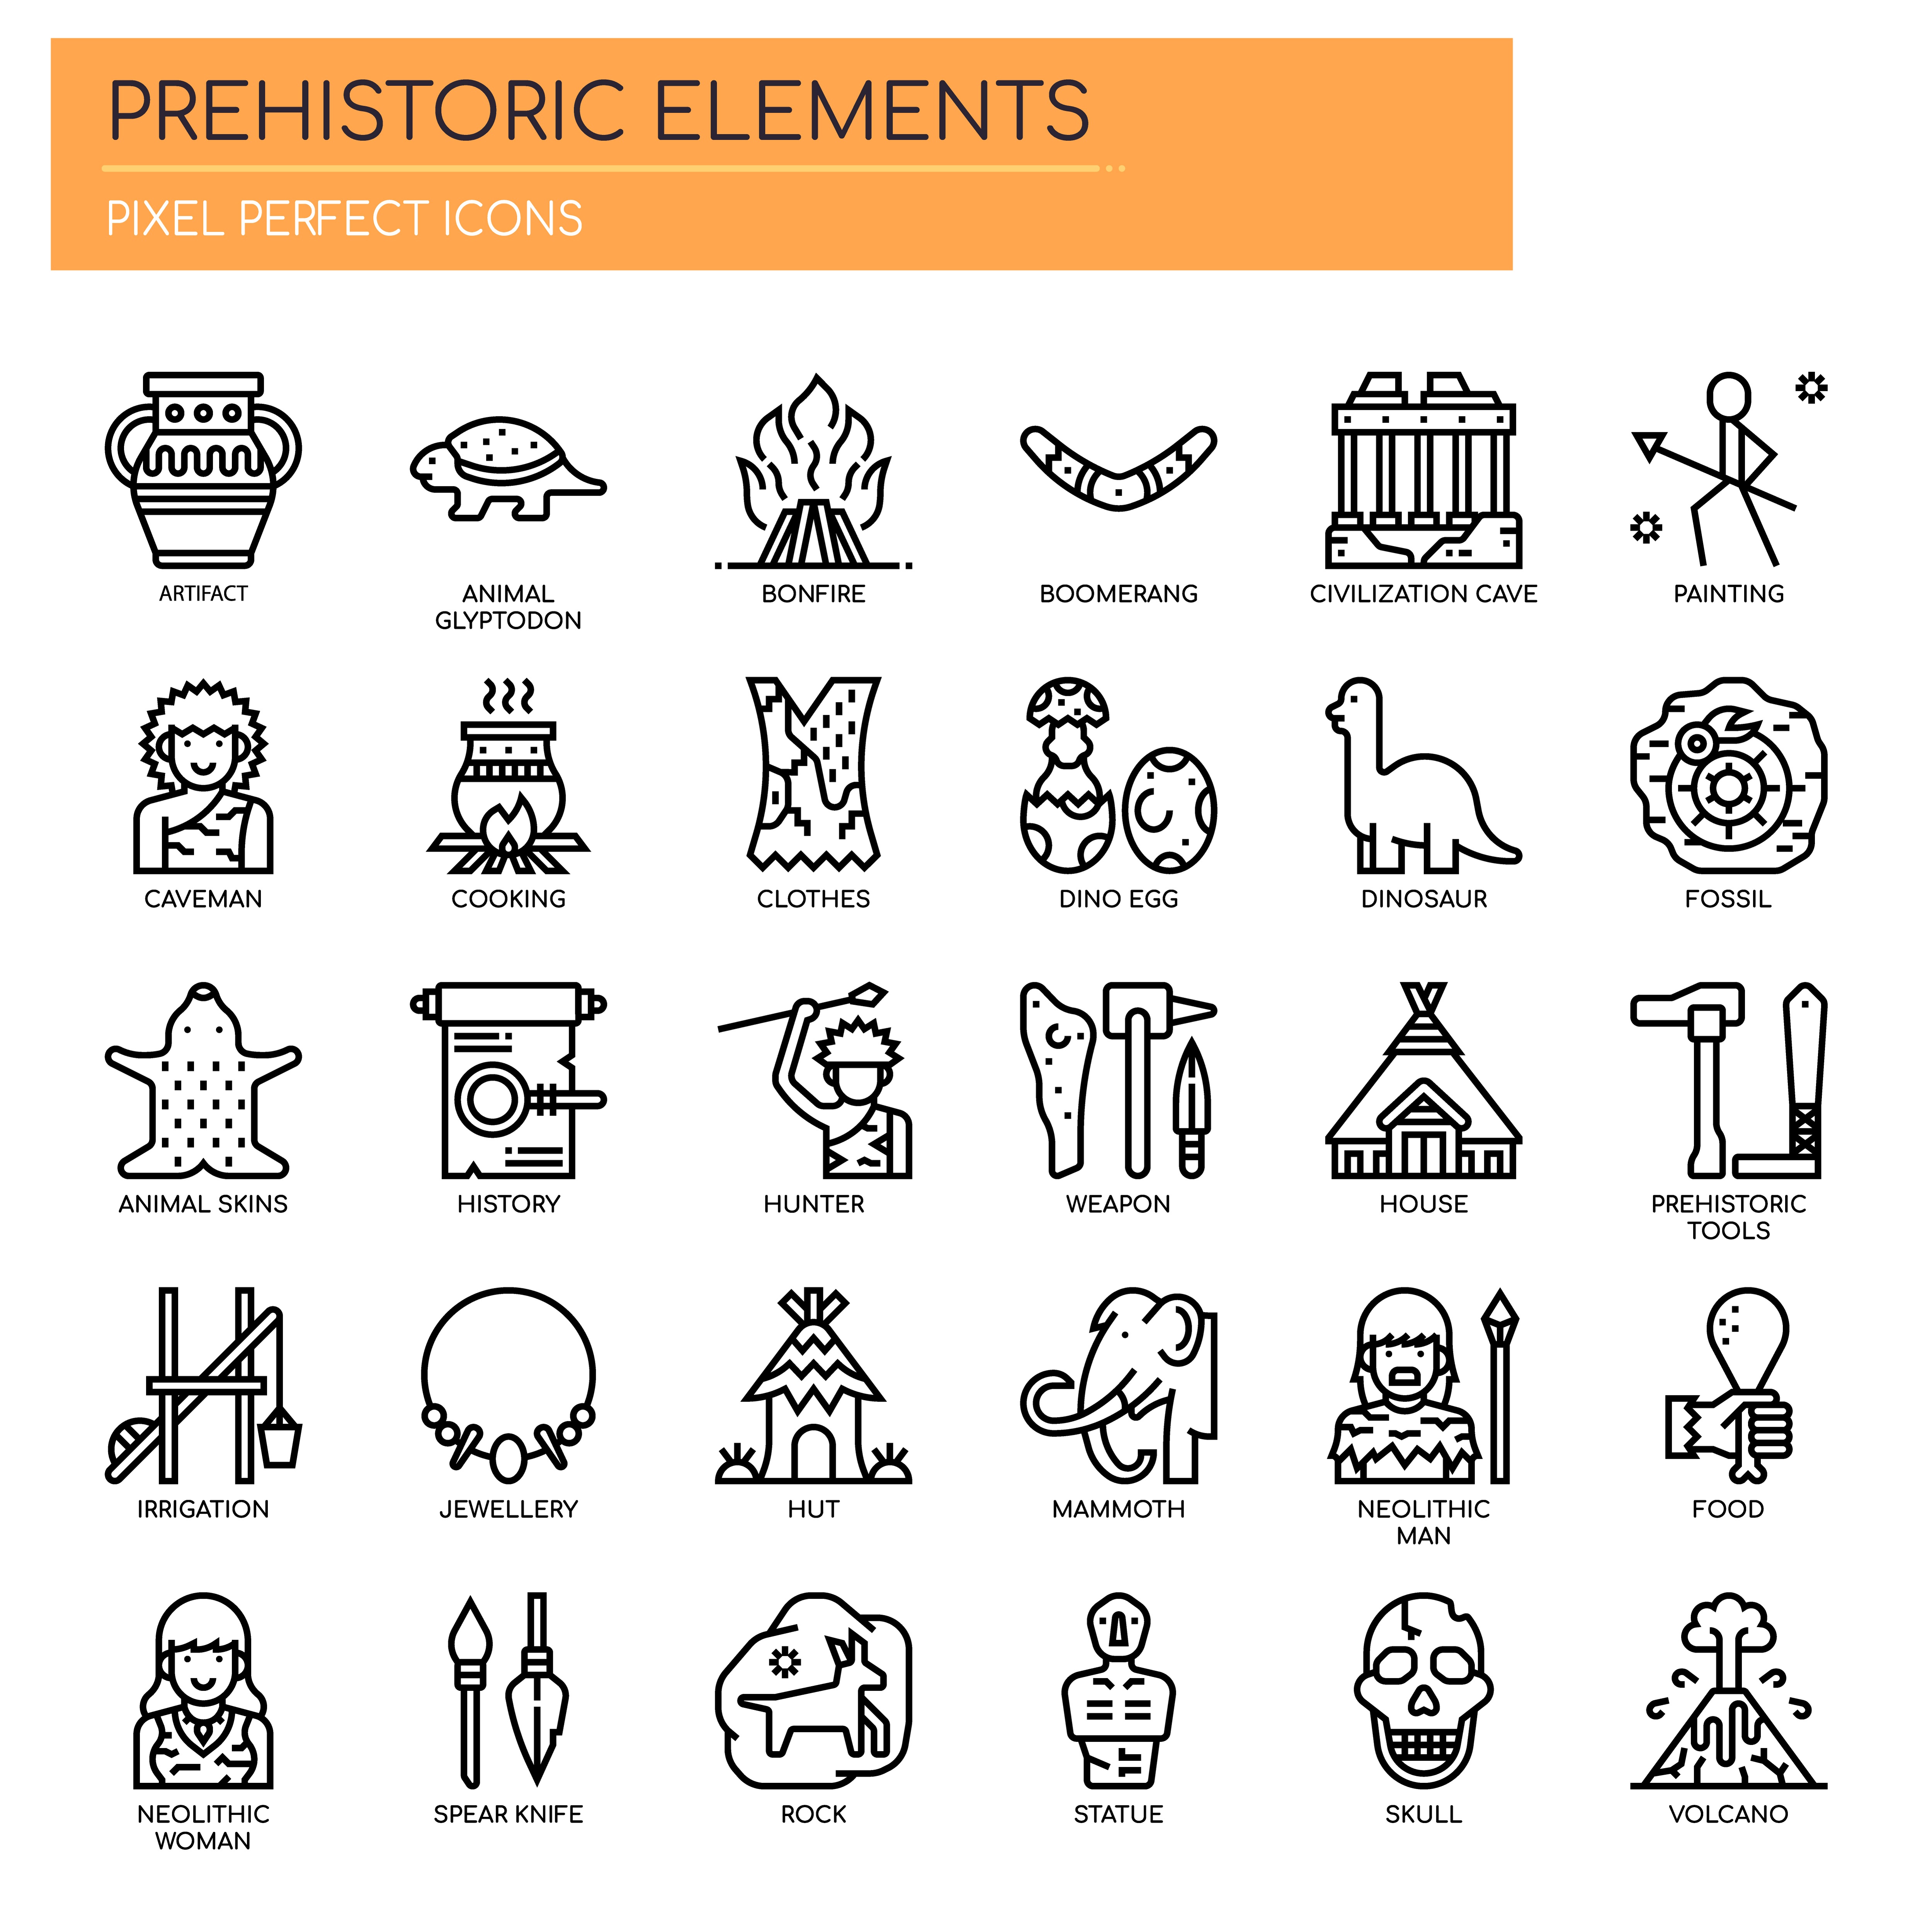 PREHISTORIC ELEMENTS
PIXEL PERFECT ICONS
ARTIFACT
ANIMAL
GLYPTODON
BONFIRE
BOOMERANG
CIVILIZATION CAVE
PAINTING
CAVEMAN
COOKING
CLOTHES
DINO EGG
DINOSAUR
FOSSIL
ANIMAL SKINS
HISTORY
HUNTER
WEAPON
HOUSE
PREHISTORIC
TOOLS
IRRIGATION
JEWELLERY
HUT
MAMMOTH
NEOLITHIC
MAN
FOOD
NEOLITHIC
WOMAN
SPEAR KNIFE
ROCK
STATUE
SKULL
VOLCANO